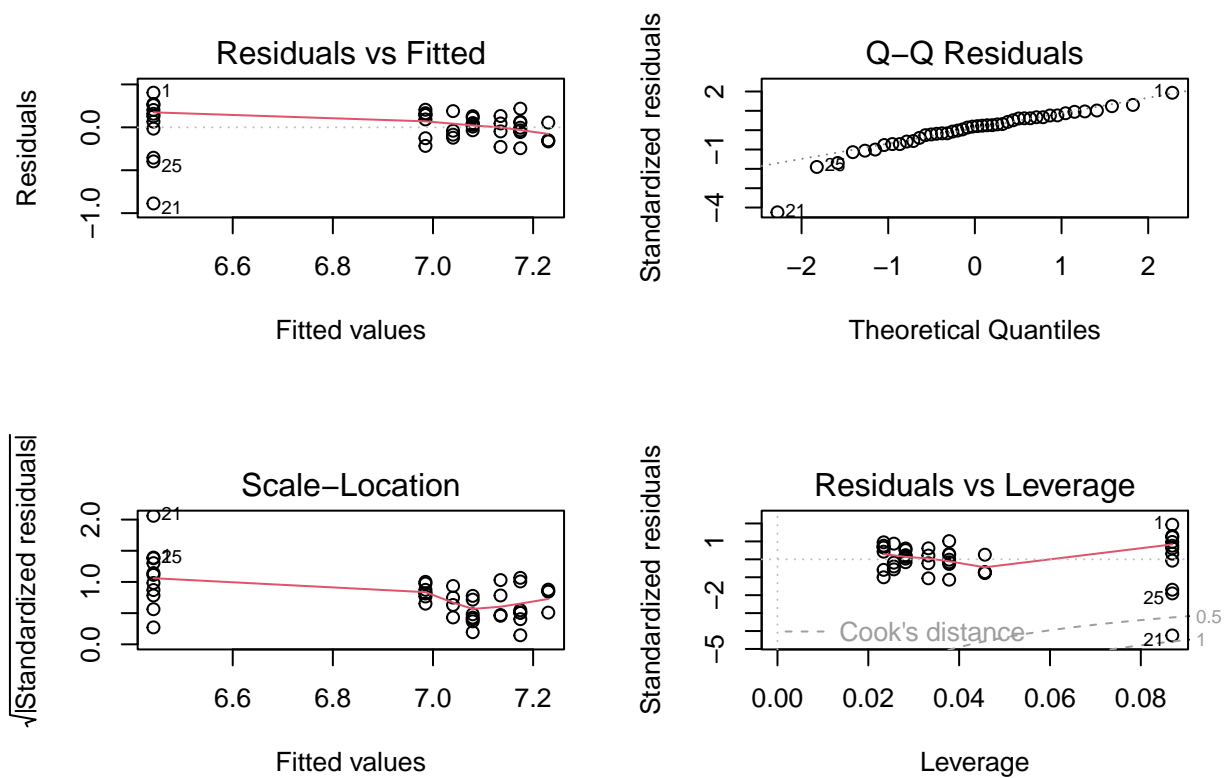 Residuals vs Fitted
Residuals
0.0
−1.0
1
25
21
6.6 6.8 7.0 7.2
Fitted values
Q−Q Residuals
Standardized residuals
2
−1
−4
1
25
21
−2 −1 0 1 2
Theoretical Quantiles
Scale−Location
√|Standardized residuals|
2.0
1.0
0.0
21
25
6.6 6.8 7.0 7.2
Fitted values
Residuals vs Leverage
Standardized residuals
1
−2
−5
1
25
21
Cook's distance
0.5
1
0.00 0.02 0.04 0.06 0.08
Leverage